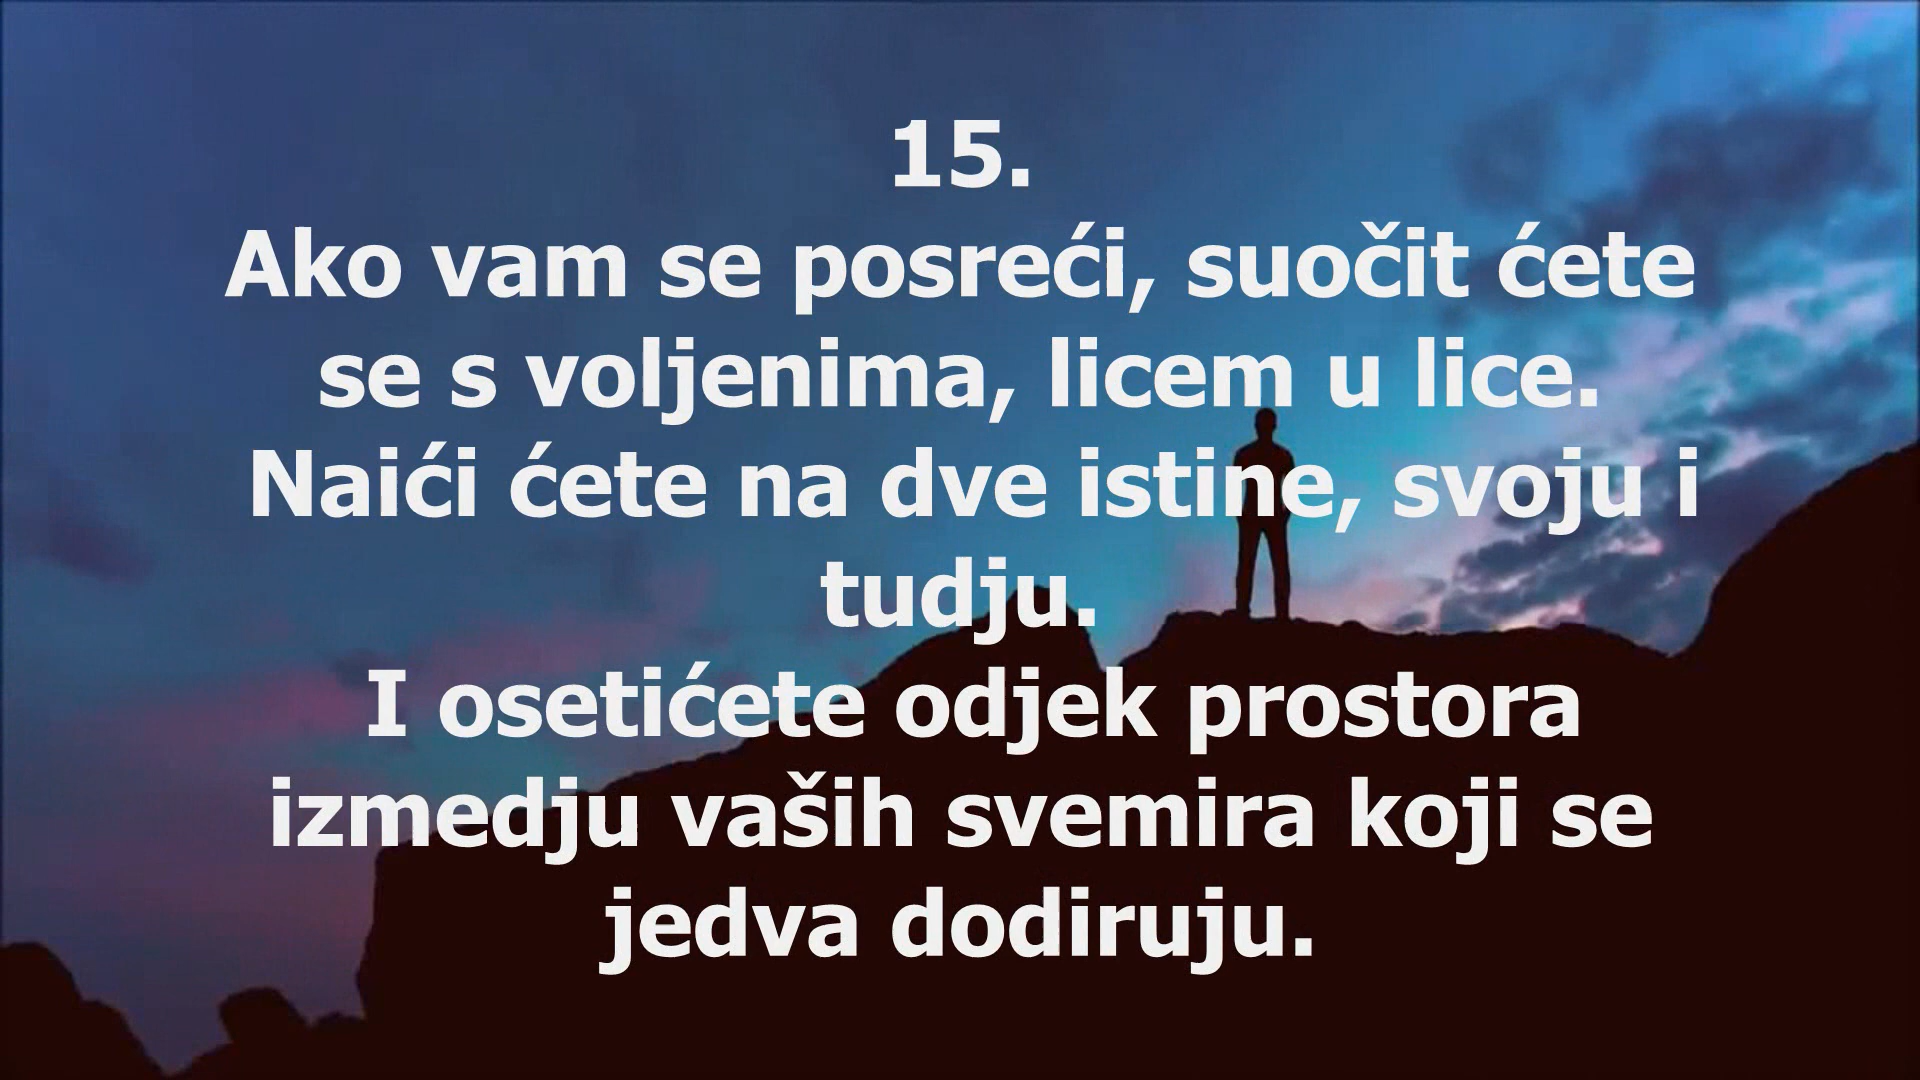 15.
Ako vam se posreći, suočit ćete
se s voljenima, licem u lice.
Naići ćete na dve istine, svoju i
tudju.
I osetićete odjek prostora
izmedju vaših svemira koji se
jedva dodiruju.